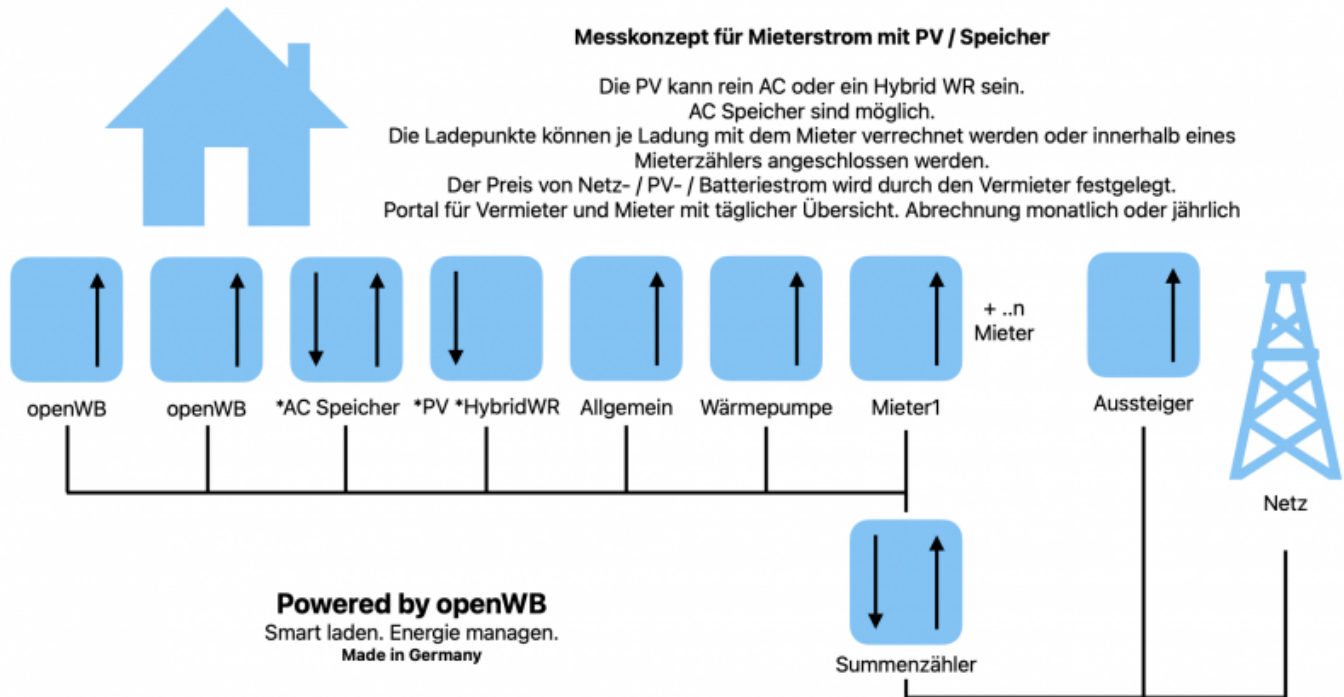 Messkonzept für Mieterstrom mit PV / Speicher
Die PV kann rein AC oder ein Hybrid WR sein.
AC Speicher sind möglich.
Die Ladepunkte können je Ladung mit dem Mieter verrechnet werden oder innerhalb eines
Mieterzählers angeschlossen werden.
Der Preis von Netz- / PV- / Batteriestrom wird durch den Vermieter festgelegt.
Portal für Vermieter und Mieter mit täglicher Übersicht. Abrechnung monatlich oder jährlich
+ ..n
Mieter
openWB
openWB
*AC Speicher
*PV *HybridWR
Allgemein
Wärmepumpe
Mieter1
Aussteiger
Netz
Summenzähler
Powered by openWB
Smart laden. Energie managen.
Made in Germany